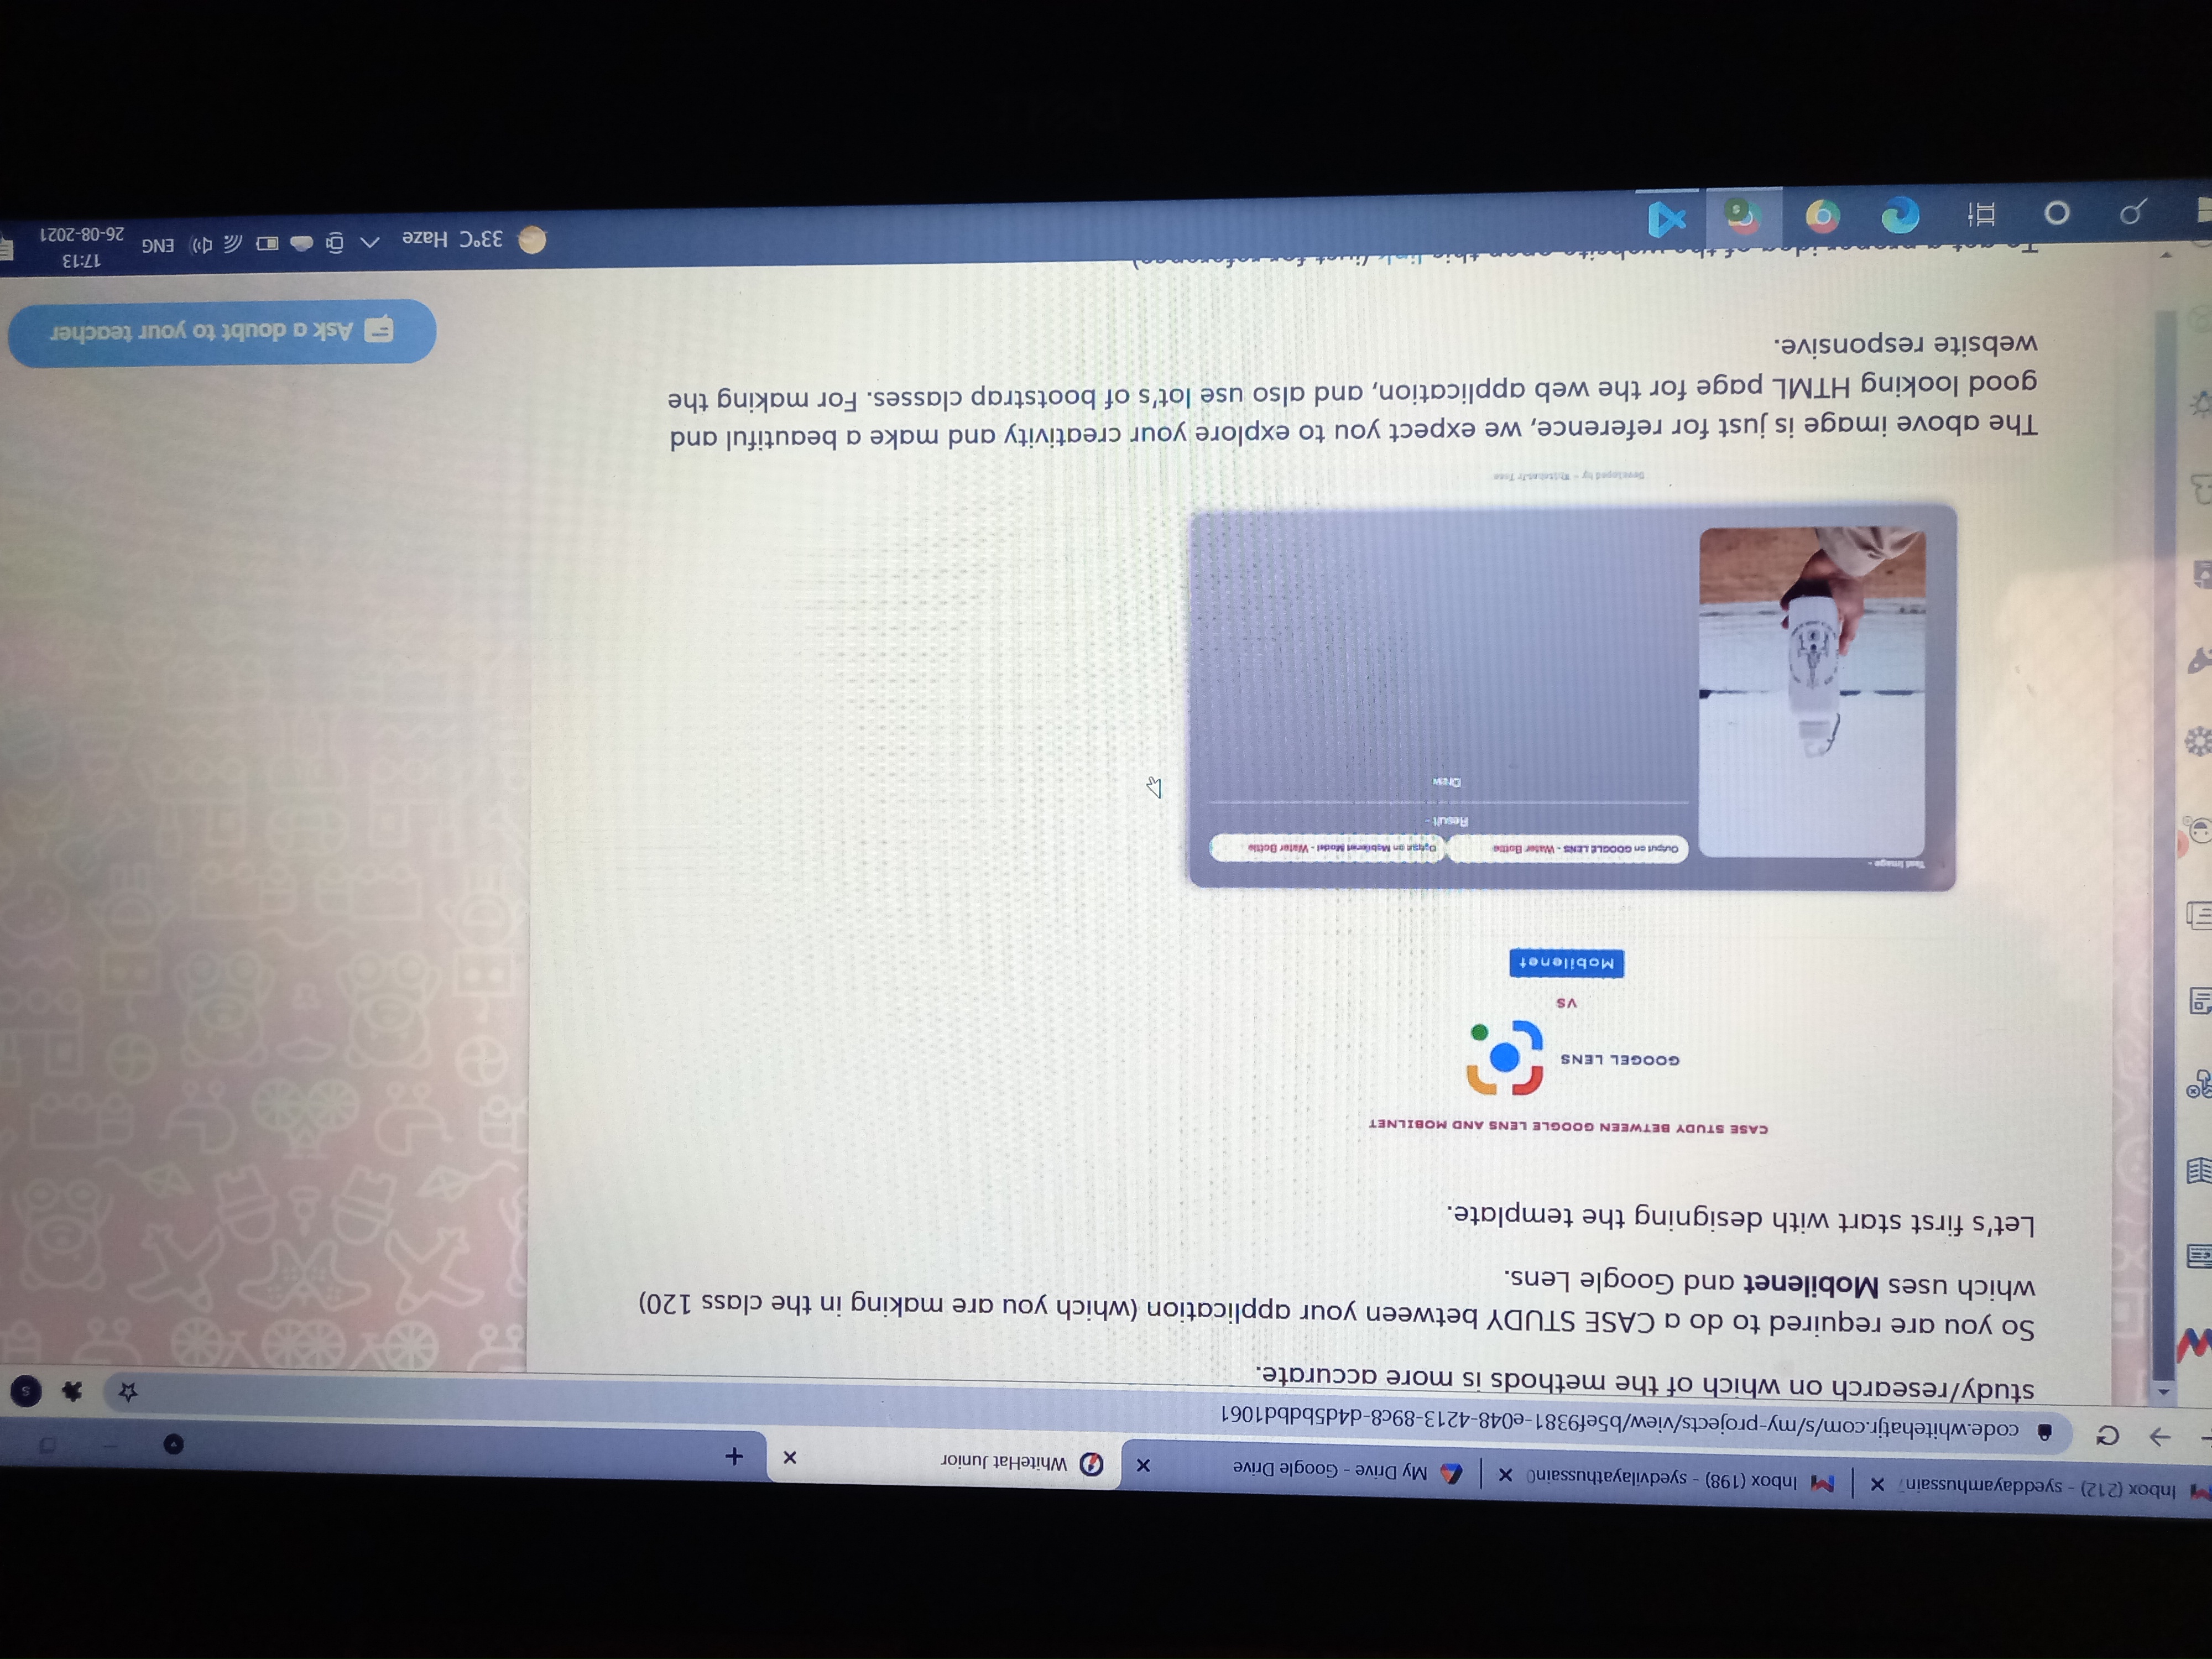 Inbox (212) - syeddayamhussain7
Inbox (198) - syedvilayathussain0
My Drive - Google Drive
WhiteHat Junior
code.whitehatjr.com/s/my-projects/view/b5ef9381-e048-4213-89c8-d4d5bdbd1061
S
study/research on which of the methods is more accurate.
So you are required to do a CASE STUDY between your application (which you are making in the class 120)
which uses Mobilenet and Google Lens.
Let's first start with designing the template.
CASE STUDY BETWEEN GOOGLE LENS AND MOBILNET
GOOGEL LENS
VS
Mobilenet
Test Image -
Output on GOOGLE LENS - Water Bottle
Output on Mobilenet Model - Water Bottle
Result -
Draw
Developed by - WhitehatJr Team
The above image is just for reference, we expect you to explore your creativity and make a beautiful and
good looking HTML page for the web application, and also use lot's of bootstrap classes. For making the
website responsive.
Ask a doubt to your teacher
To get a proper idea of the website open this link (just for reference)
33°C Haze
ENG
17:13
26-08-2021